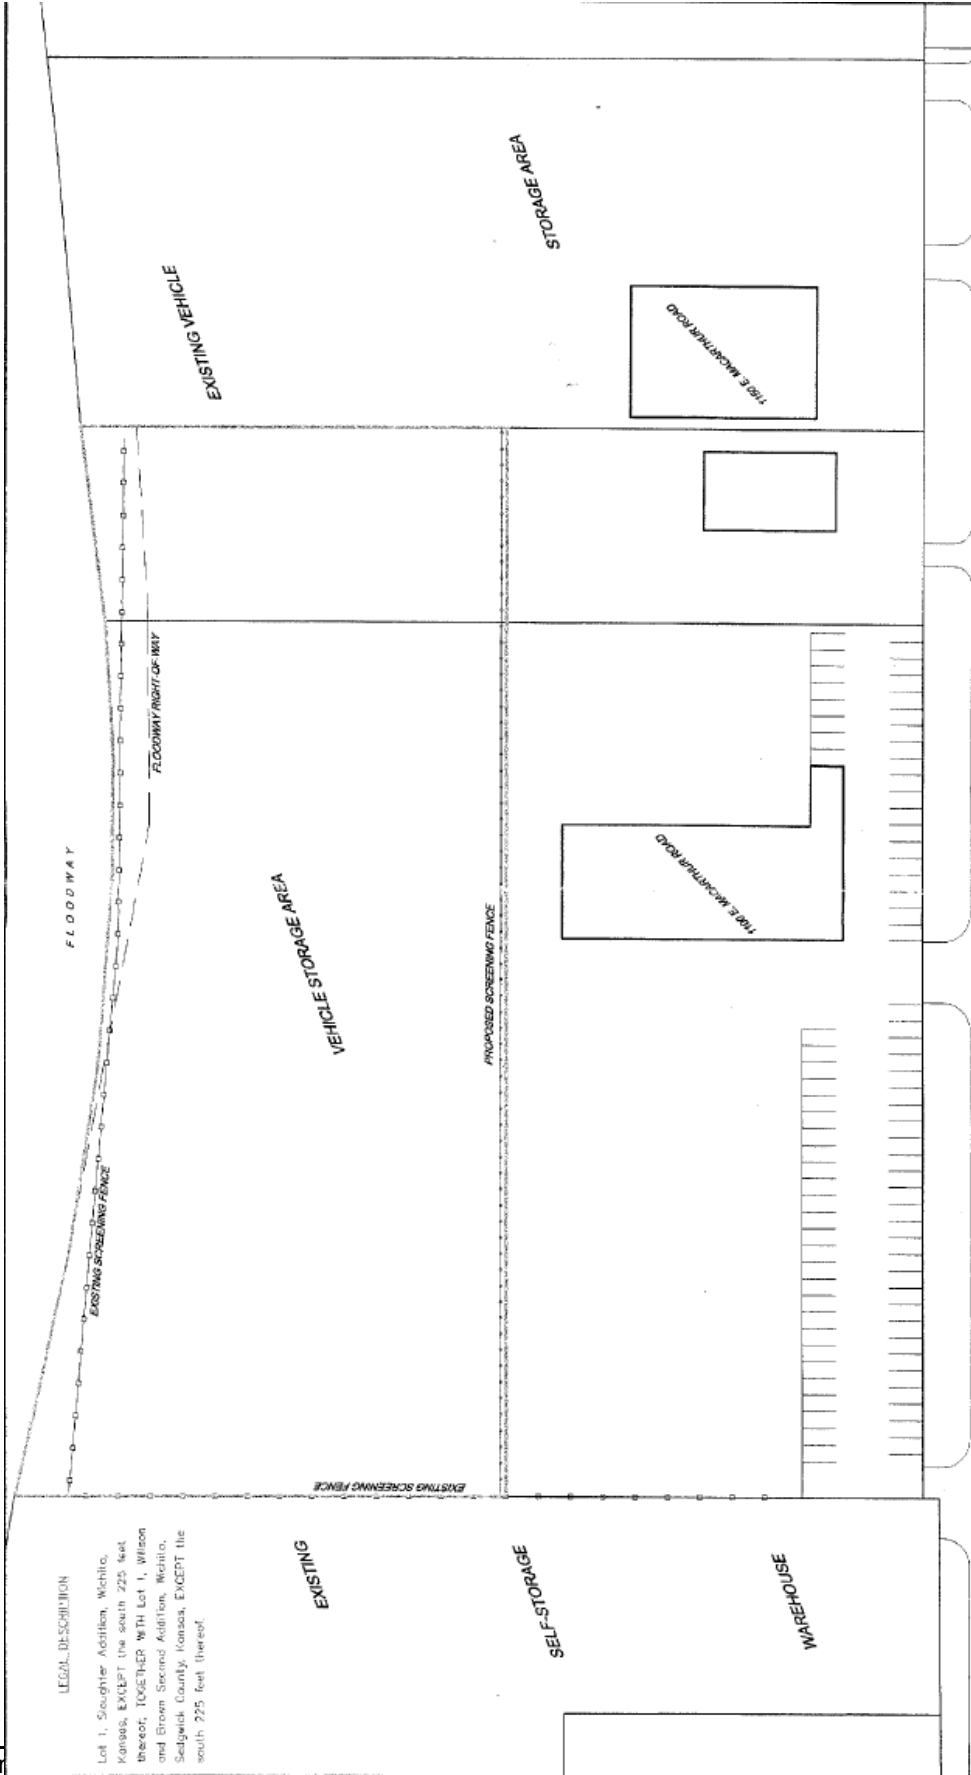 LEGAL DESCRIPTION
Lot 1, Slaughter Addition, Wichita,
Kansas, EXCEPT the south 225 feet
thereof; TOGETHER WITH Lot 1, Wilson
and Brown Second Addition, Wichita,
Sedgwick County, Kansas, EXCEPT the
south 225 feet thereof.
FLOODWAY
EXISTING SCREENING FENCE
FLOODWAY RIGHT-OF-WAY
EXISTING VEHICLE
STORAGE AREA
VEHICLE STORAGE AREA
EXISTING SCREENING FENCE
PROPOSED SCREENING FENCE
EXISTING
SELF-STORAGE
WAREHOUSE
1100 E. MACARTHUR ROAD
1150 E. MACARTHUR ROAD